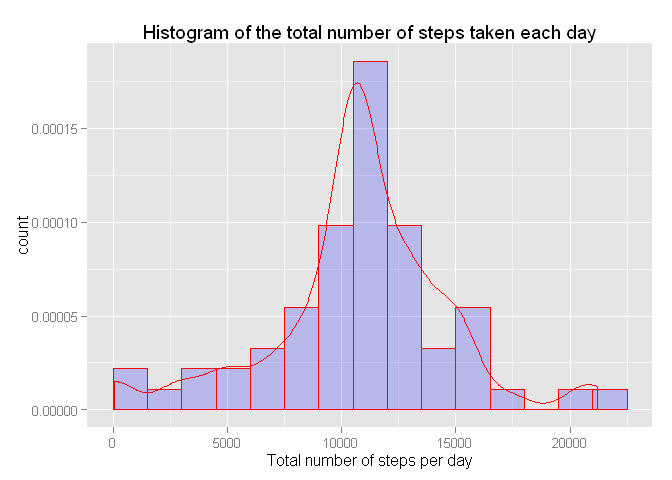 Histogram of the total number of steps taken each day
count
0.00015
0.00010
0.00005
0.00000
0 5000 10000 15000 20000
Total number of steps per day